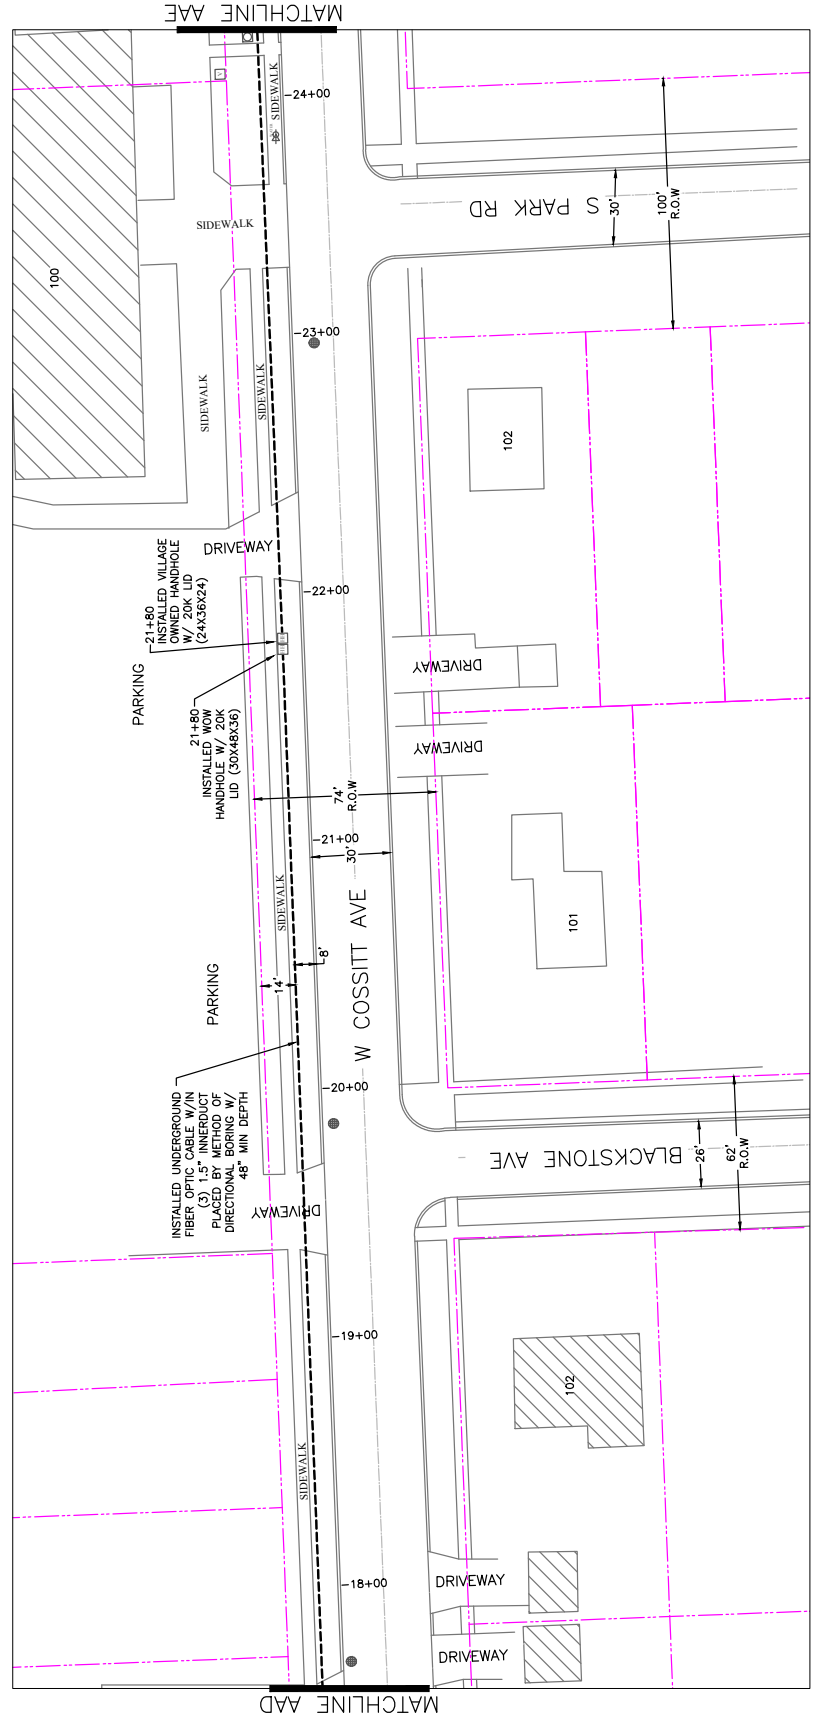 MATCHLINE AAE
24+00
SIDEWALK
V
S PARK RD
30'
100'
R.O.W
SIDEWALK
100
23+00
SIDEWALK
SIDEWALK
102
DRIVEWAY
22+00
21+80
INSTALLED VILLAGE
OWNED HANDHOLE
W/ 20K LID
(24X36X24)
PARKING
21+80
INSTALLED WOW
HANDHOLE W/ 20K
LID (30X48X36)
DRIVEWAY
DRIVEWAY
74'
R.O.W
21+00
30'
SIDEWALK
101
8'
14'
PARKING
W COSSITT AVE
20+00
INSTALLED UNDERGROUND
FIBER OPTIC CABLE W/IN
(3) 1.5" INNERDUCT
PLACED BY METHOD OF
DIRECTIONAL BORING W/
48" MIN DEPTH
BLACKSTONE AVE
26'
62'
R.O.W
DRIVEWAY
19+00
102
SIDEWALK
18+00
DRIVEWAY
DRIVEWAY
MATCHLINE AAD